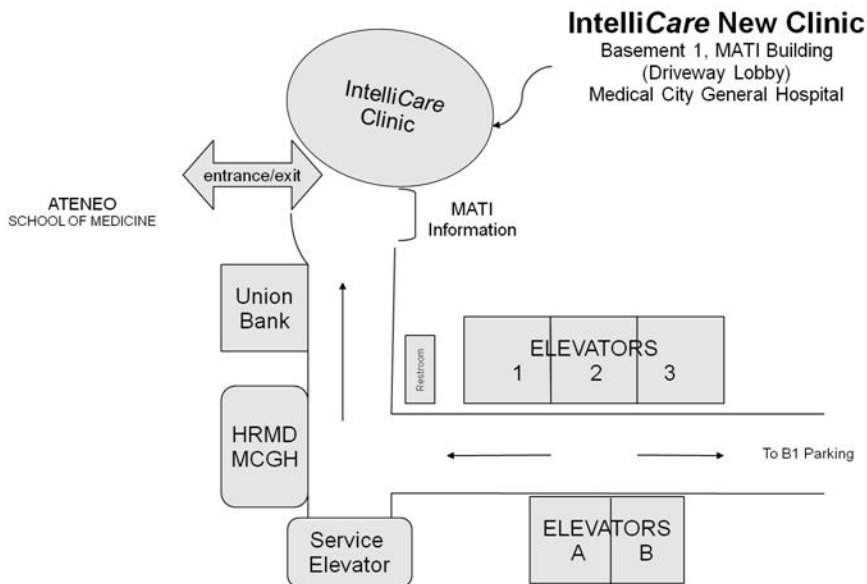 IntelliCare New Clinic
Basement 1, MATI Building
(Driveway Lobby)
Medical City General Hospital
IntelliCare
Clinic
entrance/exit
ATENEO
SCHOOL OF MEDICINE
MATI
Information
Union
Bank
Restroom
ELEVATORS
1 2 3
HRMD
MCGH
To B1 Parking
Service
Elevator
ELEVATORS
A B